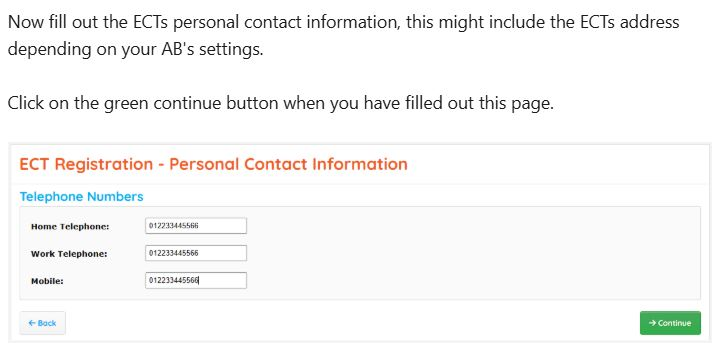 Now fill out the ECTs personal contact information, this might include the ECTs address
depending on your AB's settings.
Click on the green continue button when you have filled out this page.
ECT Registration - Personal Contact Information
Telephone Numbers
Home Telephone: 012233445566
Work Telephone: 012233445566
Mobile: 012233445566
← Back → Continue